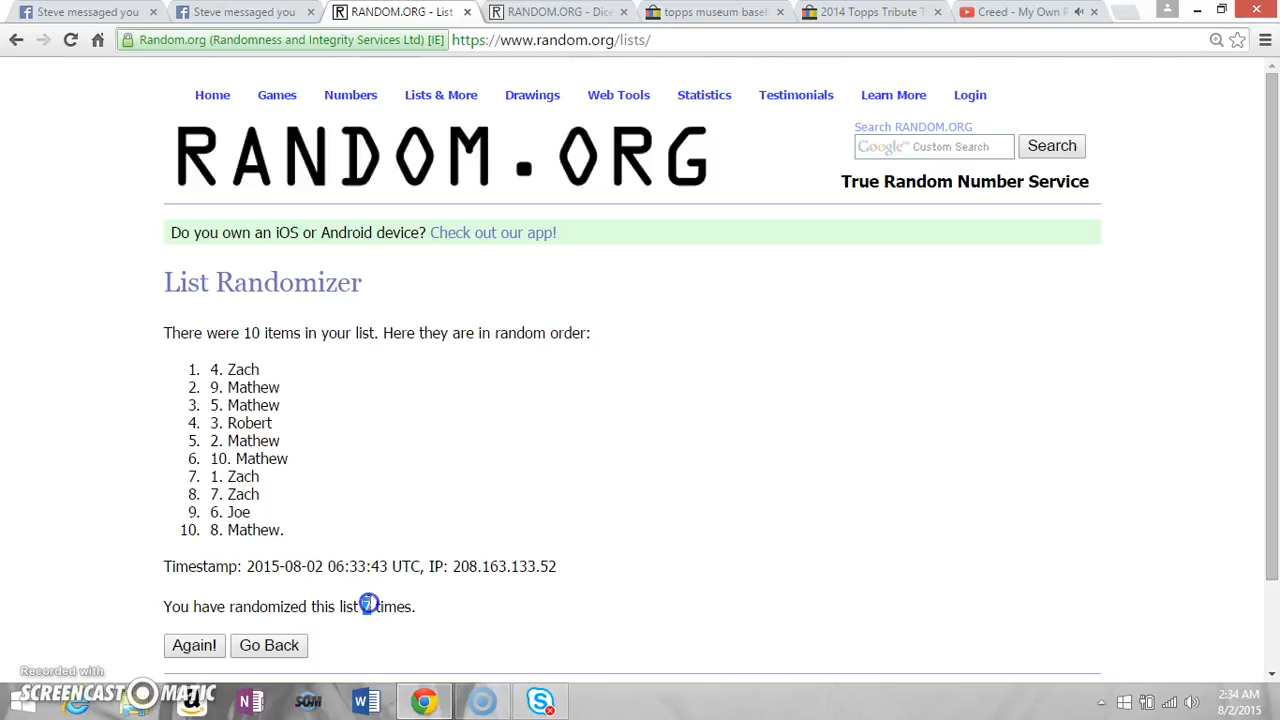 Steve messaged you
Steve messaged you
RANDOM.ORG - List
RANDOM.ORG - Dice
topps museum base
2014 Topps Tribute T
Creed - My Own P
Random.org (Randomness and Integrity Services Ltd) [IE]
https://www.random.org/lists/
Home Games Numbers Lists & More Drawings Web Tools Statistics Testimonials Learn More Login
RANDOM.ORG
Search RANDOM.ORG
Google™ Custom Search
Search
True Random Number Service
Do you own an iOS or Android device? Check out our app!
List Randomizer
There were 10 items in your list. Here they are in random order:
1. 4. Zach
2. 9. Mathew
3. 5. Mathew
4. 3. Robert
5. 2. Mathew
6. 10. Mathew
7. 1. Zach
8. 7. Zach
9. 6. Joe
10. 8. Mathew.
Timestamp: 2015-08-02 06:33:43 UTC, IP: 208.163.133.52
You have randomized this list times.
Again! Go Back
Recorded with
SCREENCAST-O-MATIC
SOM
2:34 AM
8/2/2015